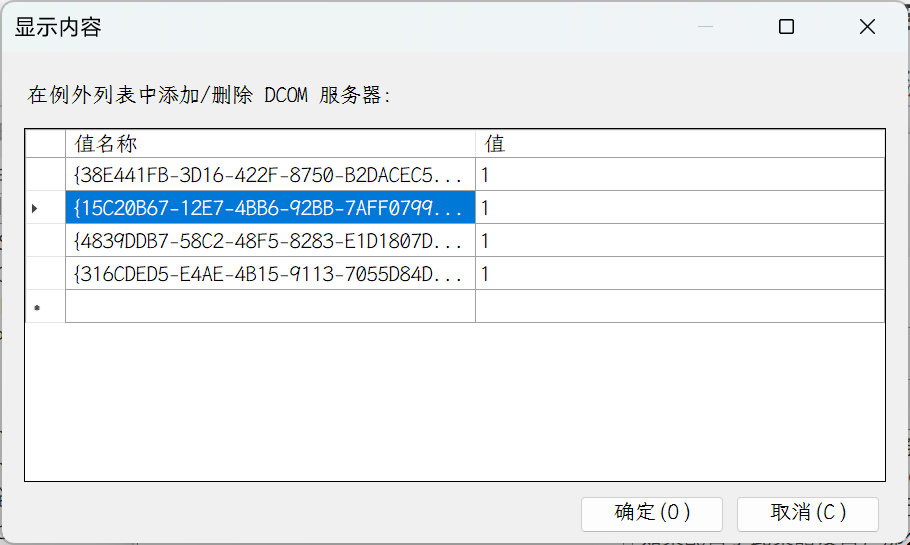 显示内容
在例外列表中添加/删除 DCOM 服务器:
值名称 值
{38E441FB-3D16-422F-8750-B2DACEC5... 1
{15C20B67-12E7-4BB6-92BB-7AFF0799... 1
{4839DDB7-58C2-48F5-8283-E1D1807D... 1
{316CDED5-E4AE-4B15-9113-7055D84D... 1
确定(O) 取消(C)